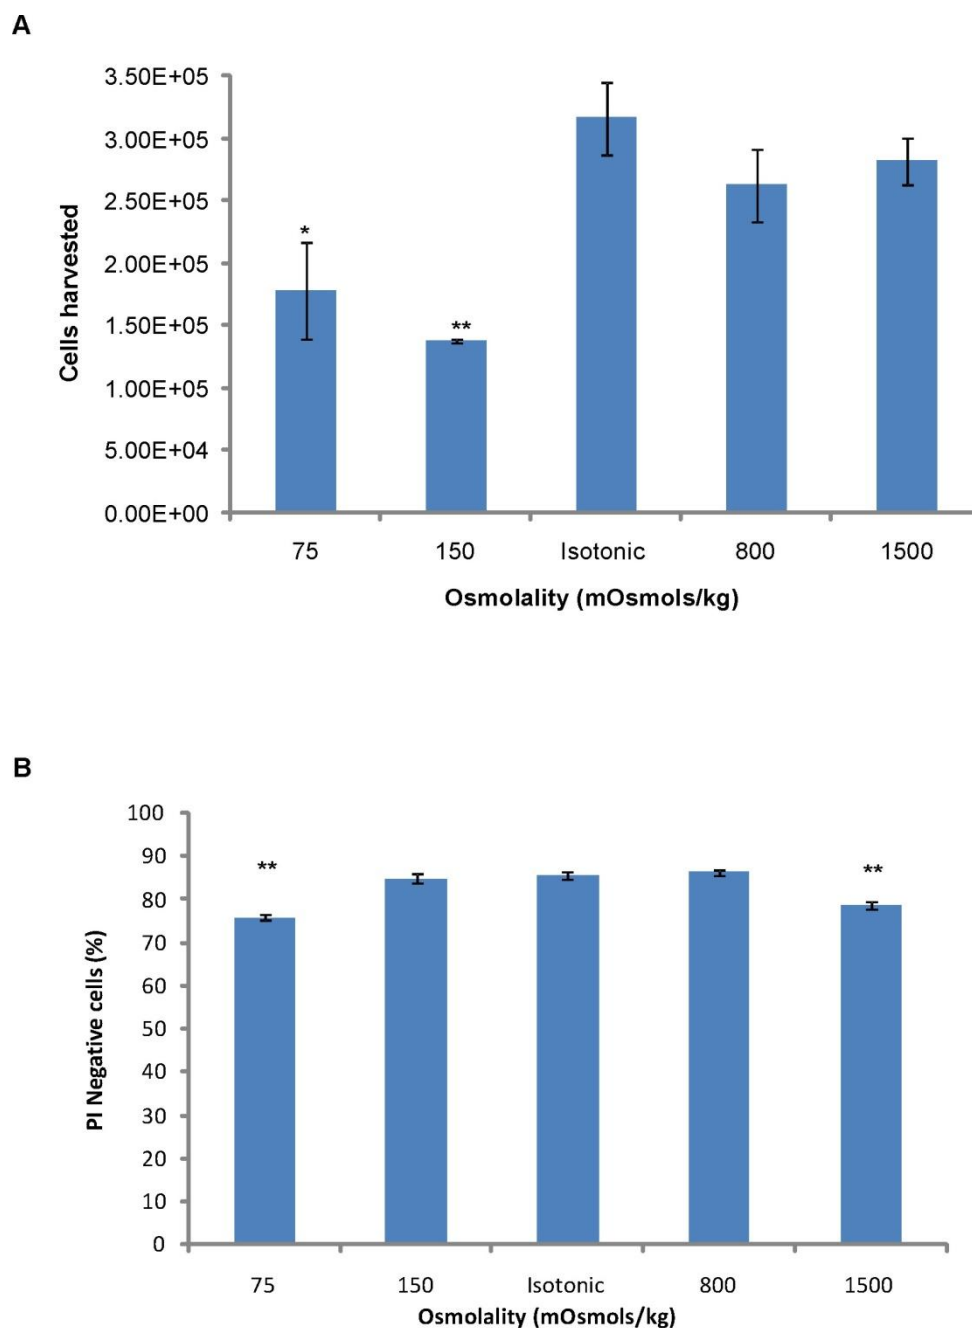 A
3.50E+05
3.00E+05
2.50E+05
2.00E+05
1.50E+05
1.00E+05
5.00E+04
0.00E+00
Cells harvested
*
**
75 150 Isotonic 800 1500
Osmolality (mOsmols/kg)
B
100
90
80
70
60
50
40
30
20
10
0
PI Negative cells (%)
** **
75 150 Isotonic 800 1500
Osmolality (mOsmols/kg)